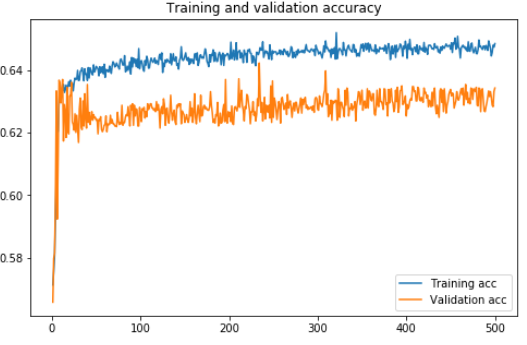 Training and validation accuracy
0.64
0.62
0.60
0.58
0 100 200 300 400 500
Training acc
Validation acc